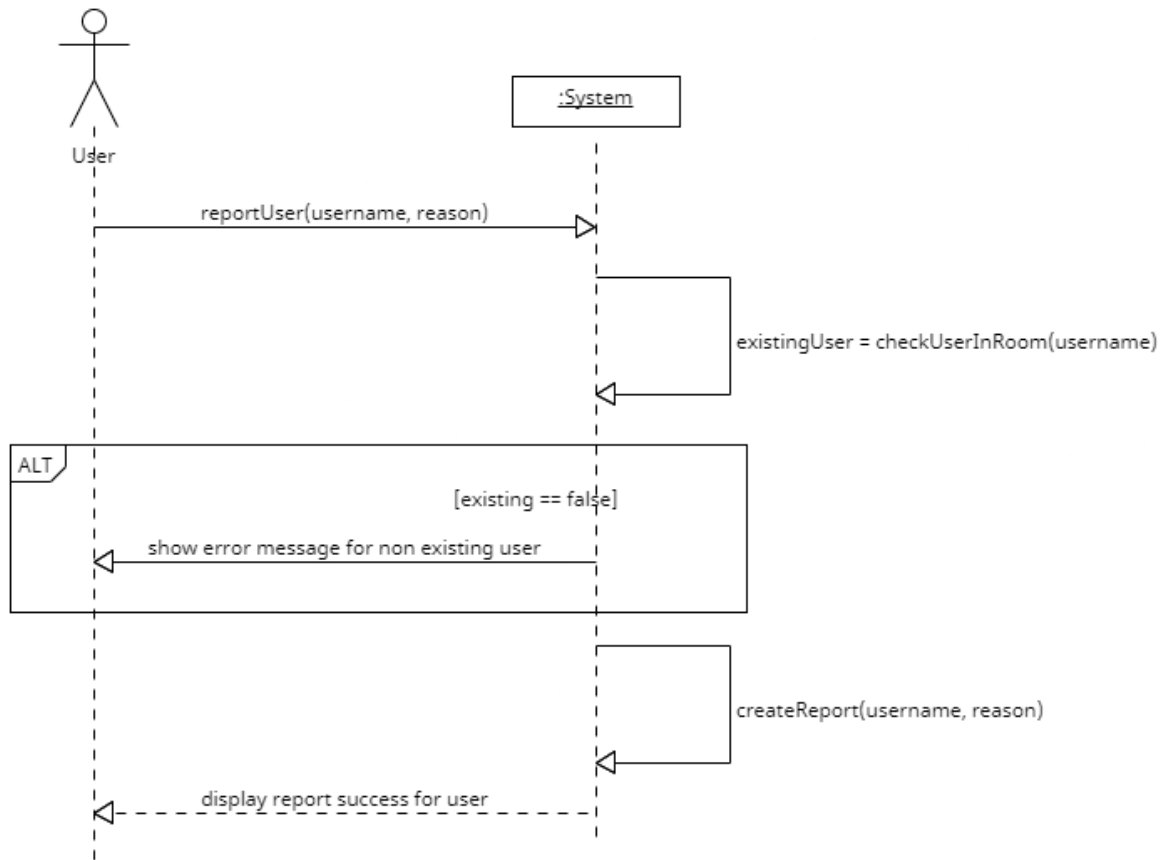 :System
User
reportUser(username, reason)
existingUser = checkUserInRoom(username)
ALT
[existing == false]
show error message for non existing user
createReport(username, reason)
display report success for user